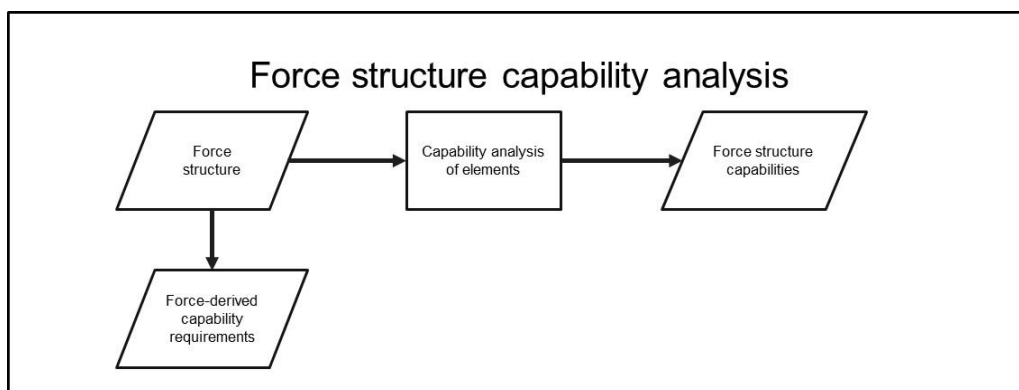 Force structure capability analysis
Force
structure
Capability analysis
of elements
Force structure
capabilities
Force-derived
capability
requirements